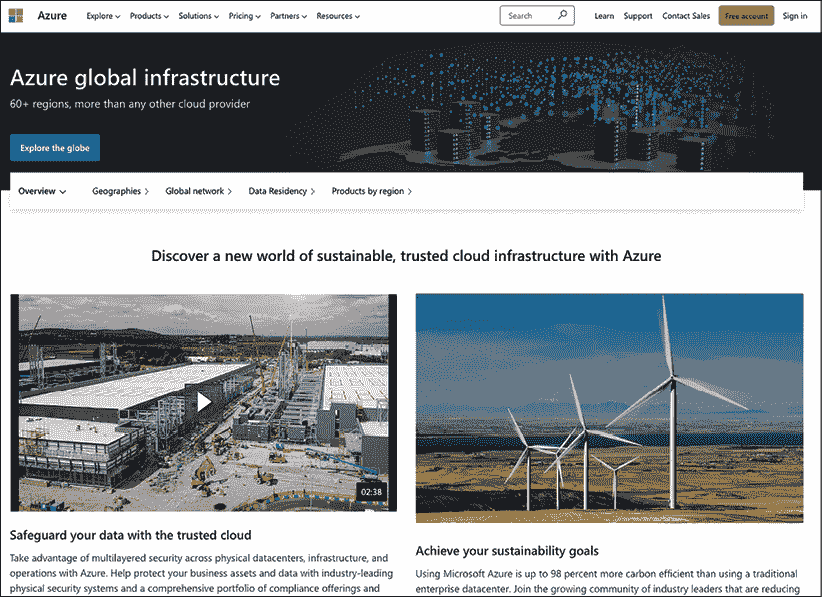 Azure Explore Products Solutions Pricing Partners Resources Search Learn Support Contact Sales Free account Sign in
Azure global infrastructure
60+ regions, more than any other cloud provider
Explore the globe
Overview Geographies Global network Data Residency Products by region
Discover a new world of sustainable, trusted cloud infrastructure with Azure
02:38
Safeguard your data with the trusted cloud
Take advantage of multilayered security across physical datacenters, infrastructure, and
operations with Azure. Help protect your business assets and data with industry-leading
physical security systems and a comprehensive portfolio of compliance offerings and
Achieve your sustainability goals
Using Microsoft Azure is up to 98 percent more carbon efficient than using a traditional
enterprise datacenter. Join the growing community of industry leaders that are reducing